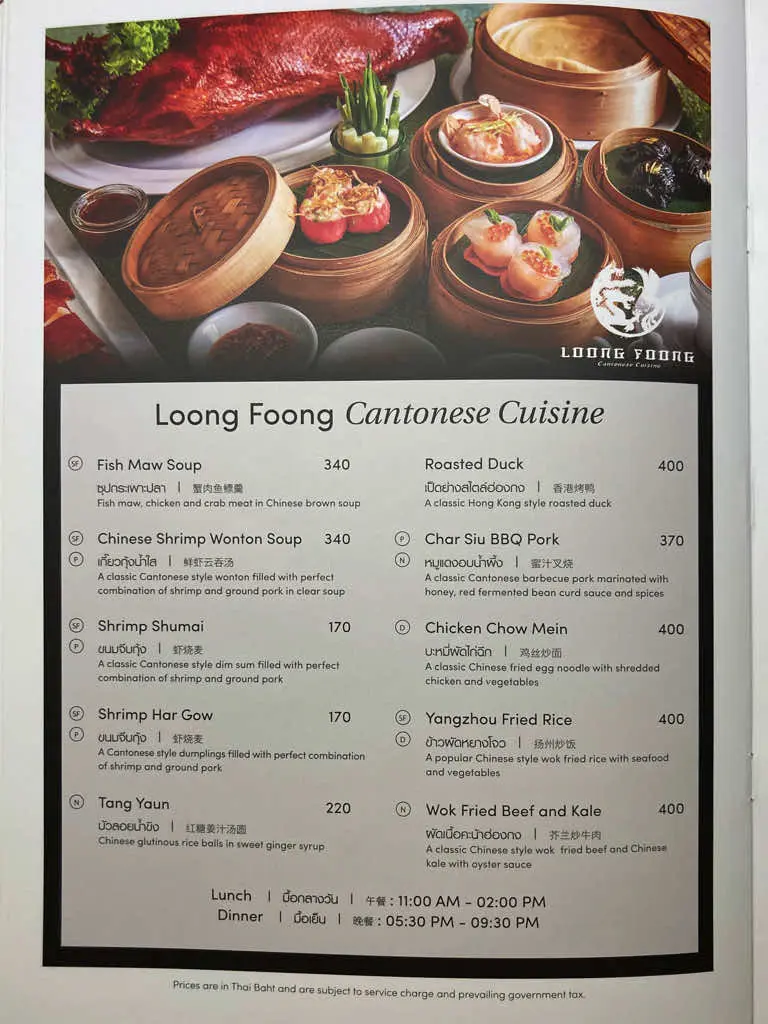 LOONG FOONG
Cantonese Cuisine
Loong Foong Cantonese Cuisine
SF Fish Maw Soup 340
ซุปกระเพาะปลา | 蟹肉鱼鳔羹
Fish maw, chicken and crab meat in Chinese brown soup
SF Chinese Shrimp Wonton Soup 340
P เกี๊ยวกุ้งน้ำใส | 鲜虾云吞汤
A classic Cantonese style wonton filled with perfect
combination of shrimp and ground pork in clear soup
SF Shrimp Shumai 170
P ขนมจีบกุ้ง | 虾烧麦
A classic Cantonese style dim sum filled with perfect
combination of shrimp and ground pork
SF Shrimp Har Gow 170
P ขนมจีบกุ้ง | 虾烧麦
A Cantonese style dumplings filled with perfect combination
of shrimp and ground pork
N Tang Yaun 220
บัวลอยน้ำขิง | 红糖姜汁汤圆
Chinese glutinous rice balls in sweet ginger syrup
Roasted Duck 400
เป็ดย่างสไตล์ฮ่องกง | 香港烤鸭
A classic Hong Kong style roasted duck
P Char Siu BBQ Pork 370
N หมูแดงอบน้ำผึ้ง | 蜜汁叉烧
A classic Cantonese barbecue pork marinated with
honey, red fermented bean curd sauce and spices
D Chicken Chow Mein 400
บะหมี่ผัดไก่ฉีก | 鸡丝炒面
A classic Chinese fried egg noodle with shredded
chicken and vegetables
SF Yangzhou Fried Rice 400
D ข้าวผัดหยางโจว | 扬州炒饭
A popular Chinese style wok fried rice with seafood
and vegetables
N Wok Fried Beef and Kale 400
ผัดเนื้อคะน้าฮ่องกง | 芥兰炒牛肉
A classic Chinese style wok fried beef and Chinese
kale with oyster sauce
Lunch | มื้อกลางวัน | 午餐 : 11:00 AM - 02:00 PM
Dinner | มื้อเย็น | 晚餐 : 05:30 PM - 09:30 PM
Prices are in Thai Baht and are subject to service charge and prevailing government tax.